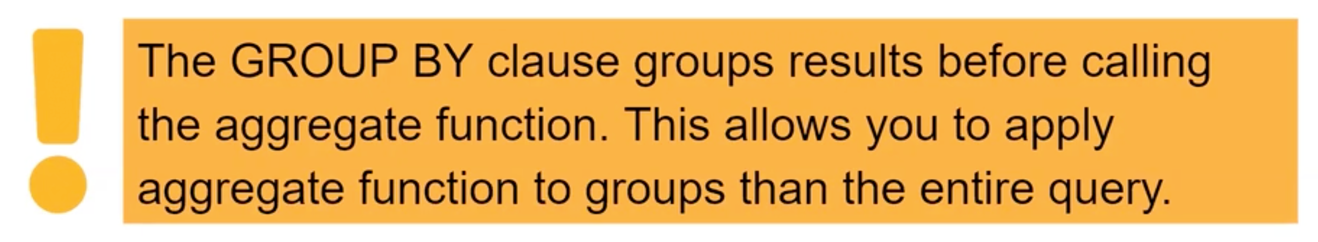 The GROUP BY clause groups results before calling
the aggregate function. This allows you to apply
aggregate function to groups than the entire query.